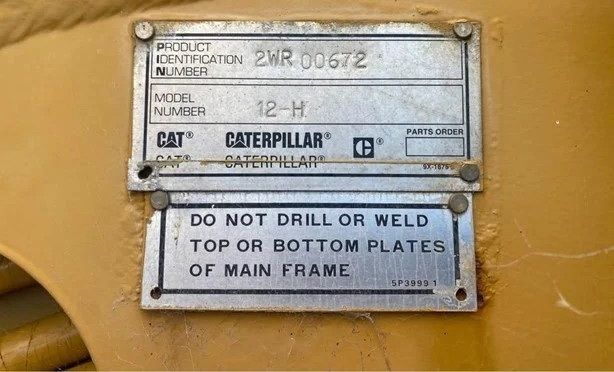 PRODUCT
IDENTIFICATION
NUMBER
2WR 00672
MODEL
NUMBER
12-H
PARTS ORDER
CAT® CATERPILLAR®
CAT® CATERPILLAR®
DO NOT DRILL OR WELD
TOP OR BOTTOM PLATES
OF MAIN FRAME
5P3999 1